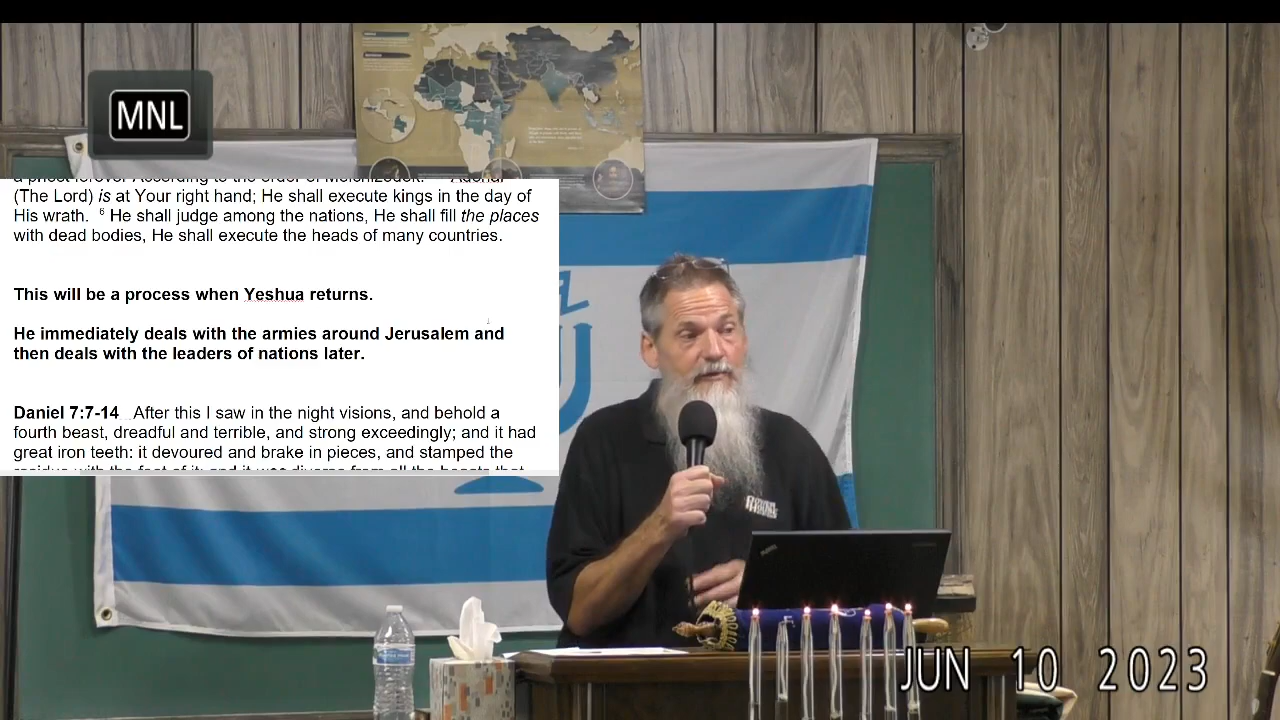 MNL
(The Lord) is at Your right hand; He shall execute kings in the day of
His wrath. 6 He shall judge among the nations, He shall fill the places
with dead bodies, He shall execute the heads of many countries.
This will be a process when Yeshua returns.
He immediately deals with the armies around Jerusalem and
then deals with the leaders of nations later.
Daniel 7:7-14 After this I saw in the night visions, and behold a
fourth beast, dreadful and terrible, and strong exceedingly; and it had
great iron teeth: it devoured and brake in pieces, and stamped the
JUN 10 2023